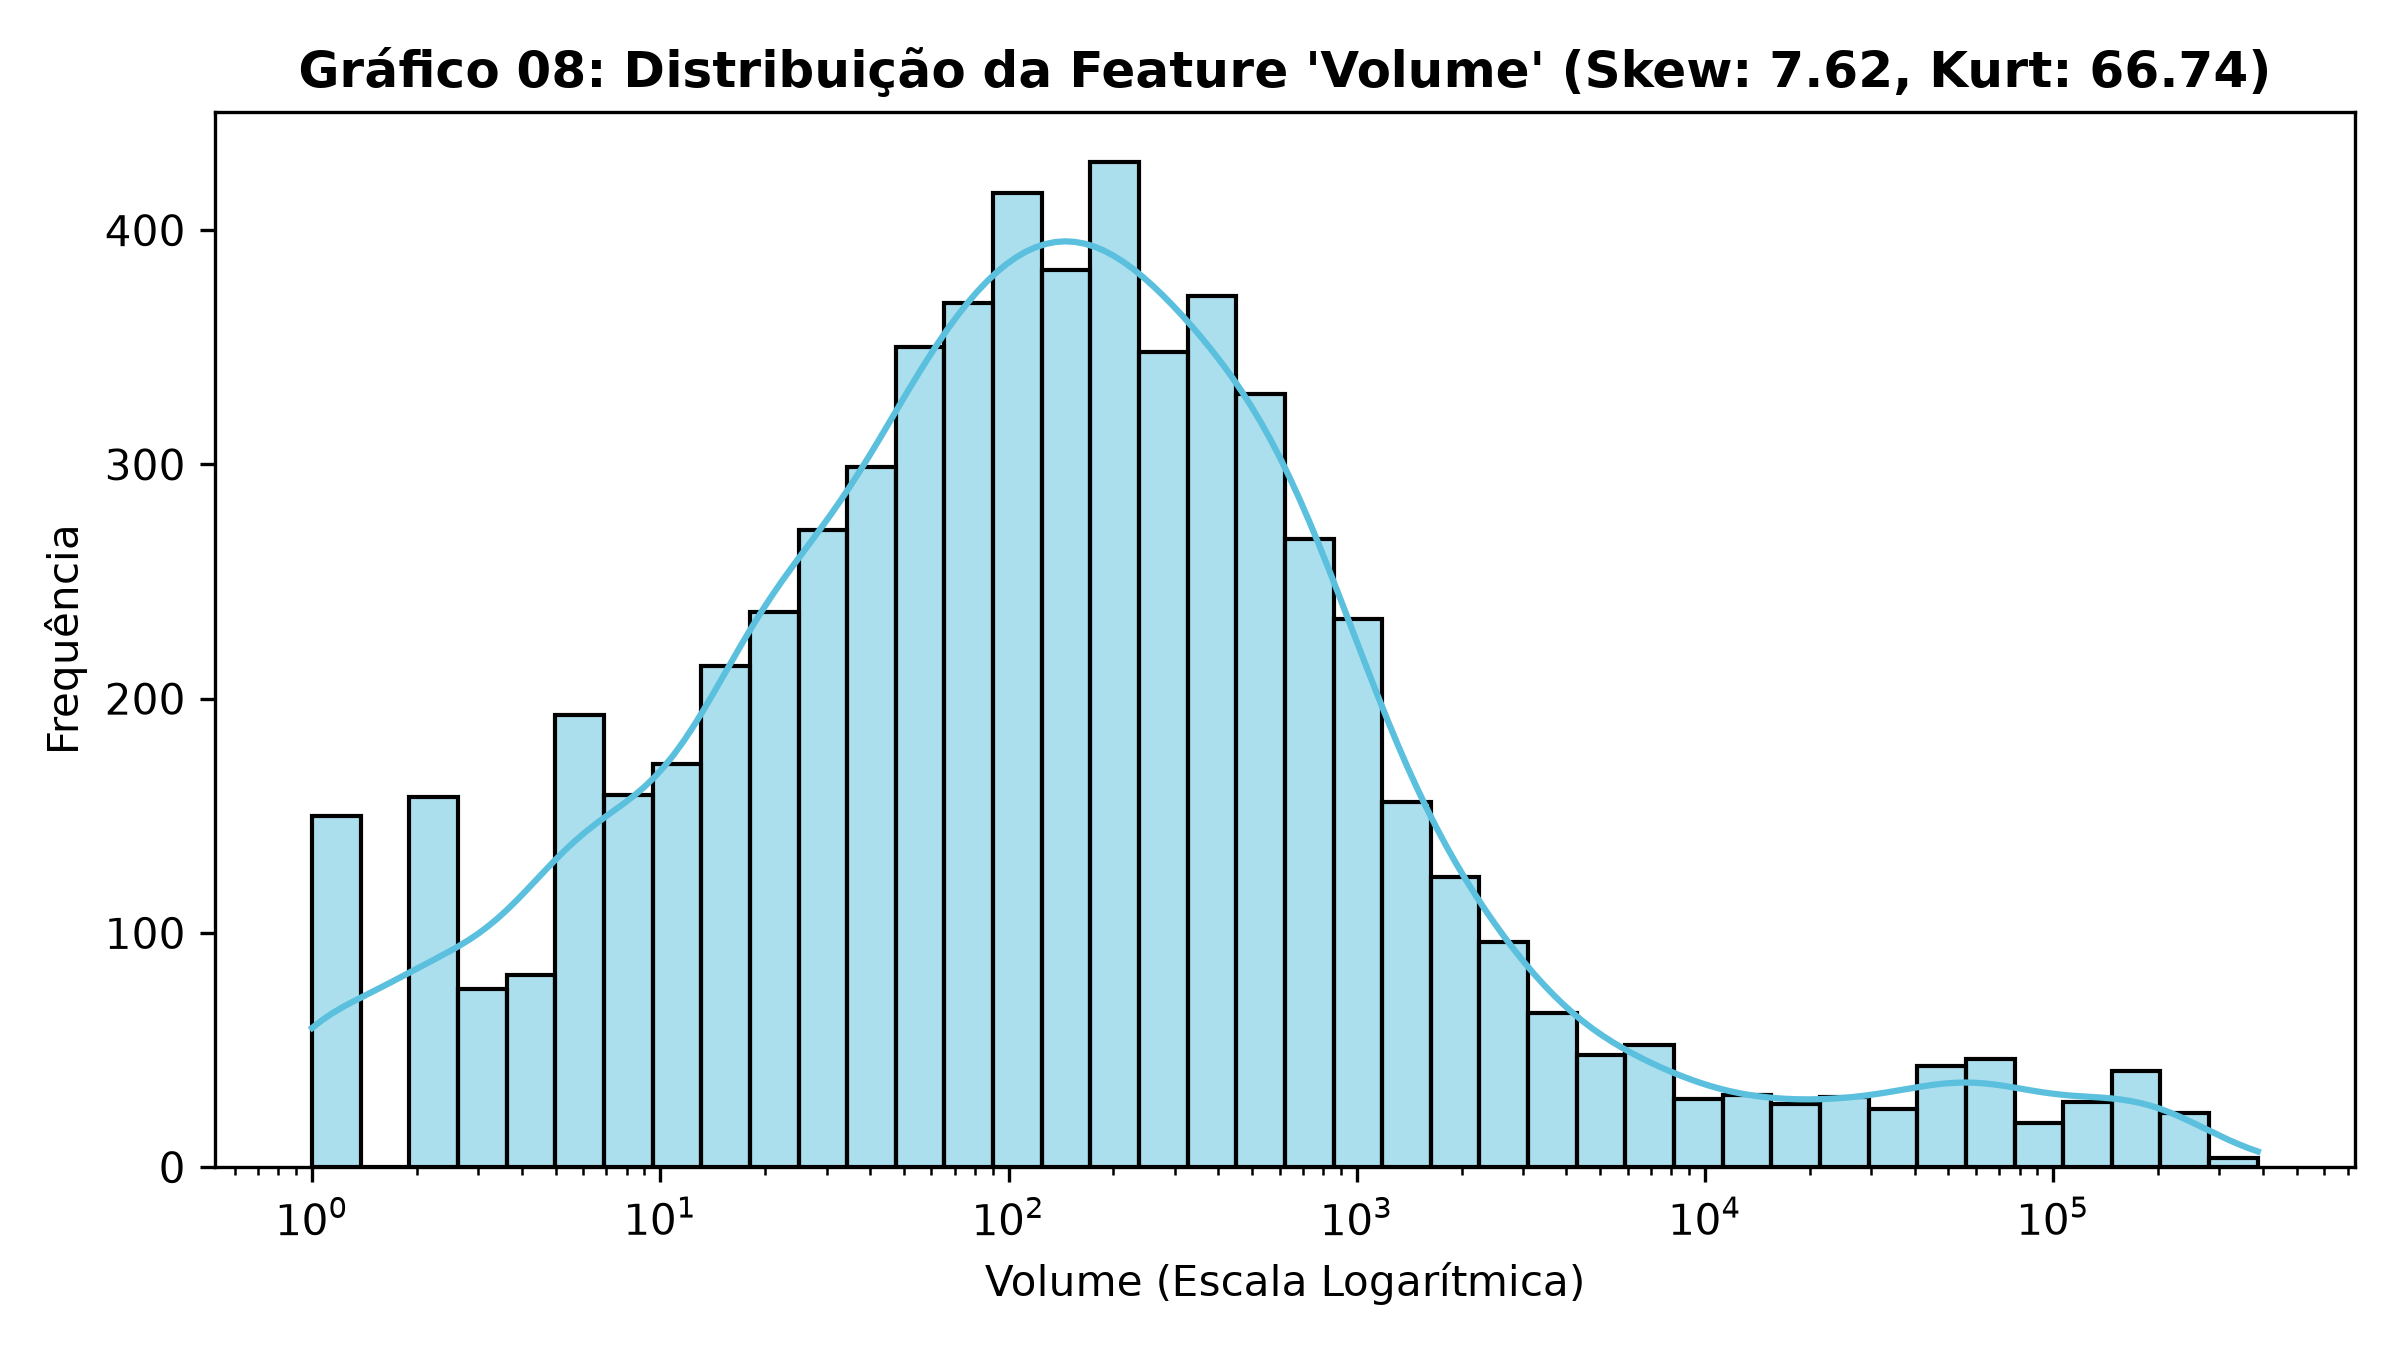 Gráfico 08: Distribuição da Feature 'Volume' (Skew: 7.62, Kurt: 66.74)
Frequência
400
300
200
100
0
10⁰ 10¹ 10² 10³ 10⁴ 10⁵
Volume (Escala Logarítmica)